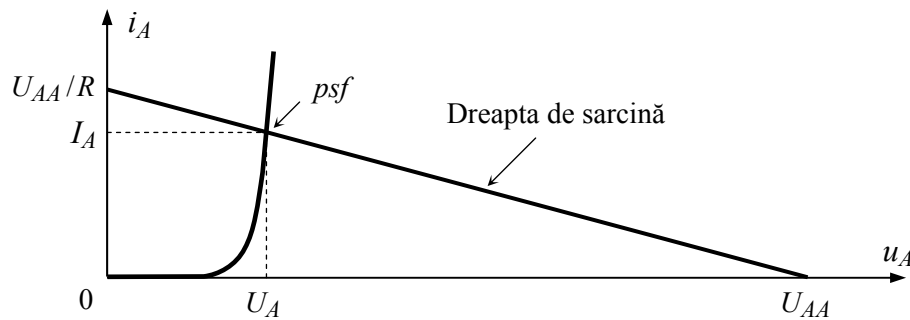 i_A
U_AA/R
psf
Dreapta de sarcină
I_A
u_A
0
U_A
U_AA